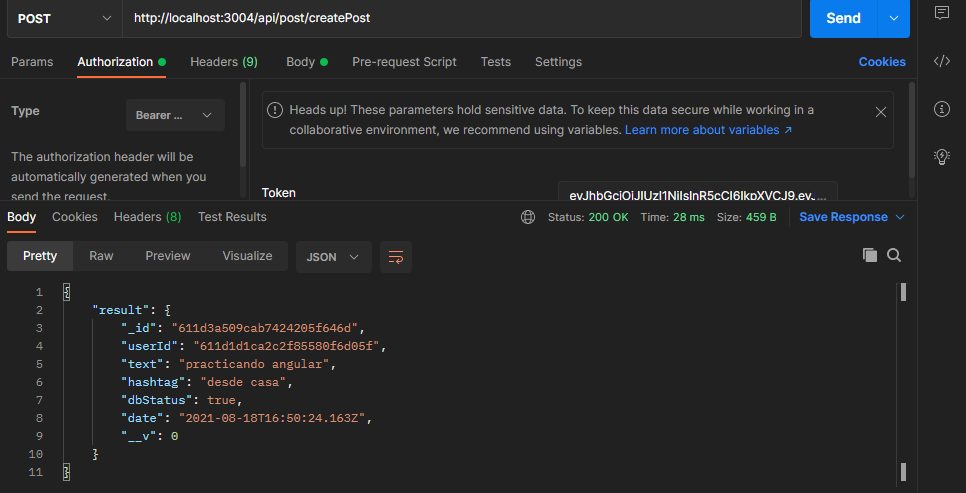 POST http://localhost:3004/api/post/createPost Send
Params Authorization Headers (9) Body Pre-request Script Tests Settings Cookies
Type Bearer ...
The authorization header will be
automatically generated when you
send the request.
Heads up! These parameters hold sensitive data. To keep this data secure while working in a
collaborative environment, we recommend using variables. Learn more about variables ↗
Token
Body Cookies Headers (8) Test Results Status: 200 OK Time: 28 ms Size: 459 B Save Response
Pretty Raw Preview Visualize JSON
1 {
2 "result": {
3 "_id": "611d3a509cab7424205f646d",
4 "userId": "611d1d1ca2c2f85580f6d05f",
5 "text": "practicando angular",
6 "hashtag": "desde casa",
7 "dbStatus": true,
8 "date": "2021-08-18T16:50:24.163Z",
9 "__v": 0
10 }
11 }